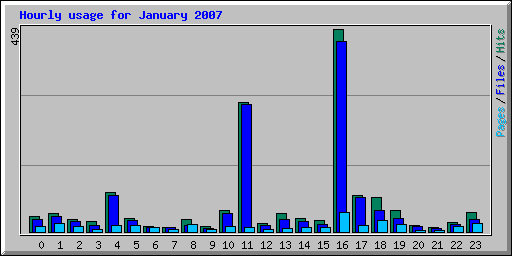 Hourly usage for January 2007
439
Pages/Files/Hits
0 1 2 3 4 5 6 7 8 9 10 11 12 13 14 15 16 17 18 19 20 21 22 23